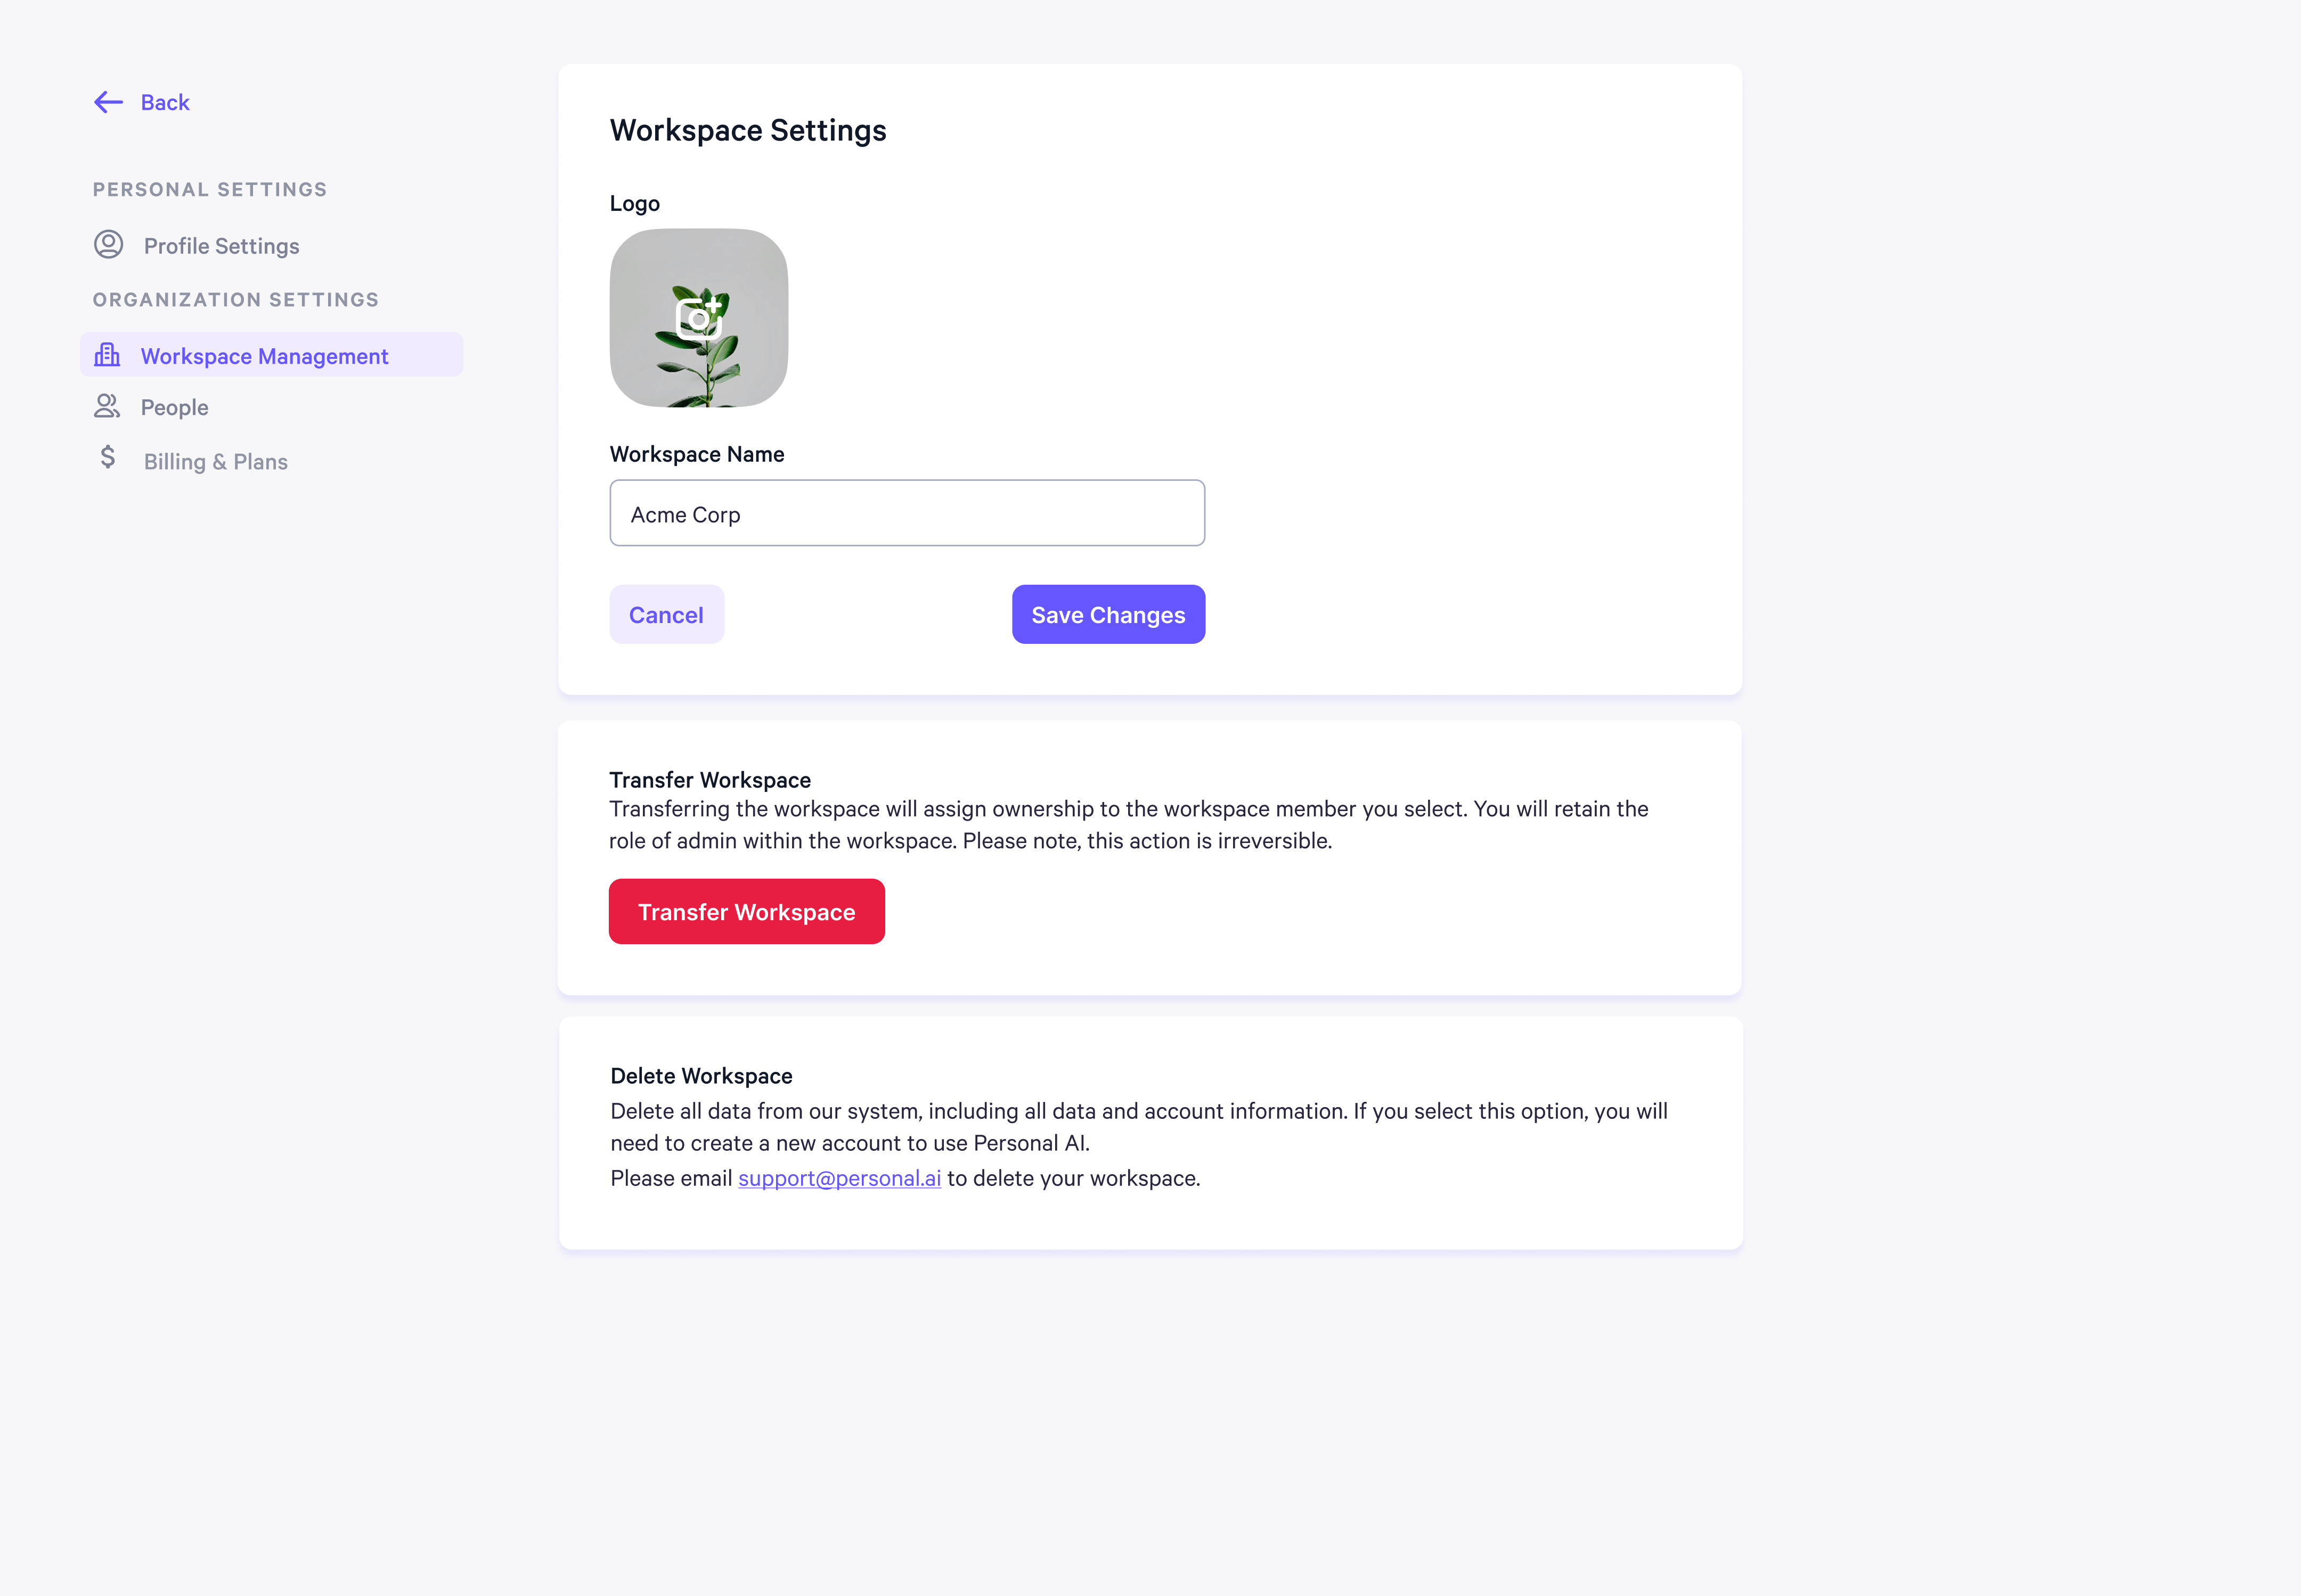 Back
PERSONAL SETTINGS
Profile Settings
ORGANIZATION SETTINGS
Workspace Management
People
Billing & Plans
Workspace Settings
Logo
Workspace Name
Acme Corp
Cancel
Save Changes
Transfer Workspace
Transferring the workspace will assign ownership to the workspace member you select. You will retain the
role of admin within the workspace. Please note, this action is irreversible.
Transfer Workspace
Delete Workspace
Delete all data from our system, including all data and account information. If you select this option, you will
need to create a new account to use Personal AI.
Please email support@personal.ai to delete your workspace.